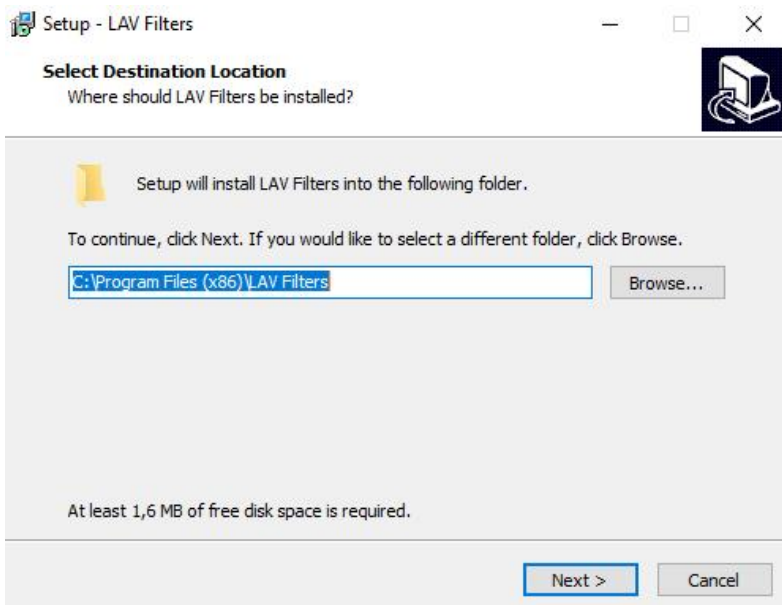 Setup - LAV Filters
Select Destination Location
Where should LAV Filters be installed?
Setup will install LAV Filters into the following folder.
To continue, click Next. If you would like to select a different folder, click Browse.
C:\Program Files (x86)\LAV Filters
Browse...
At least 1,6 MB of free disk space is required.
Next >
Cancel